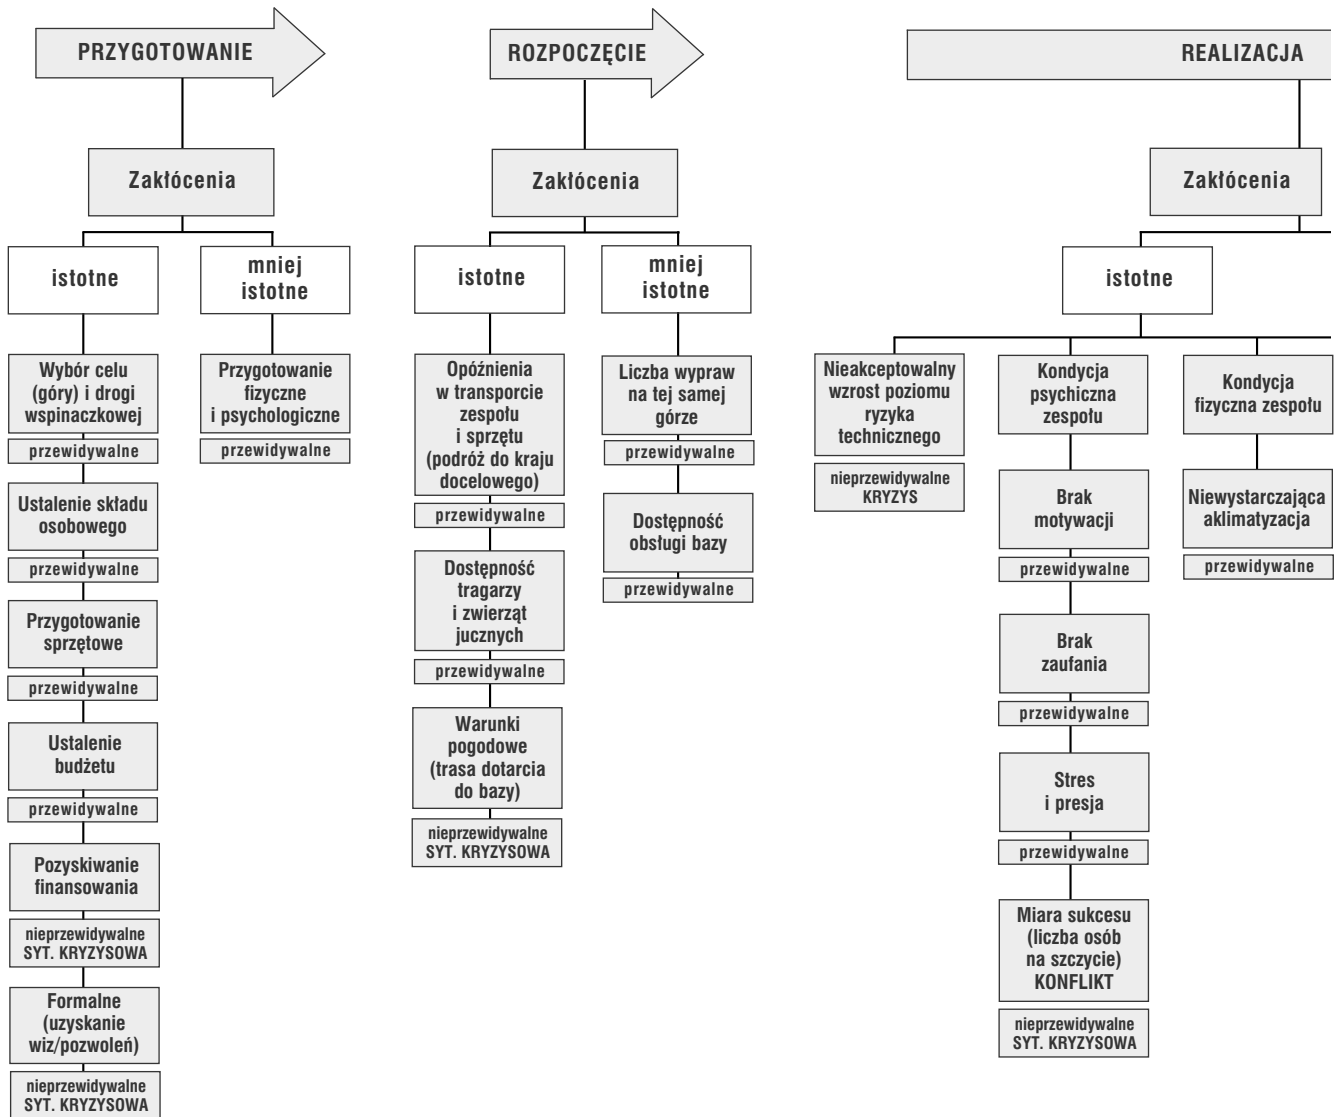 PRZYGOTOWANIE
Zakłócenia
istotne
Wybór celu
(góry) i drogi
wspinaczkowej
przewidywalne
Ustalenie składu
osobowego
przewidywalne
Przygotowanie
sprzętowe
przewidywalne
Ustalenie
budżetu
przewidywalne
Pozyskiwanie
finansowania
nieprzewidywalne
SYT. KRYZYSOWA
Formalne
(uzyskanie
wiz/pozwoleń)
nieprzewidywalne
SYT. KRYZYSOWA
mniej
istotne
Przygotowanie
fizyczne
i psychologiczne
przewidywalne
ROZPOCZĘCIE
Zakłócenia
istotne
Opóźnienia
w transporcie
zespołu
i sprzętu
(podróż do kraju
docelowego)
przewidywalne
Dostępność
tragarzy
i zwierząt
jucznych
przewidywalne
Warunki
pogodowe
(trasa dotarcia
do bazy)
nieprzewidywalne
SYT. KRYZYSOWA
mniej
istotne
Liczba wypraw
na tej samej
górze
przewidywalne
Dostępność
obsługi bazy
przewidywalne
REALIZACJA
Zakłócenia
istotne
Nieakceptowalny
wzrost poziomu
ryzyka
technicznego
nieprzewidywalne
KRYZYS
Kondycja
psychiczna
zespołu
Brak
motywacji
przewidywalne
Brak
zaufania
przewidywalne
Stres
i presja
przewidywalne
Miara sukcesu
(liczba osób
na szczycie)
KONFLIKT
nieprzewidywalne
SYT. KRYZYSOWA
Kondycja
fizyczna zespołu
Niewystarczająca
aklimatyzacja
przewidywalne